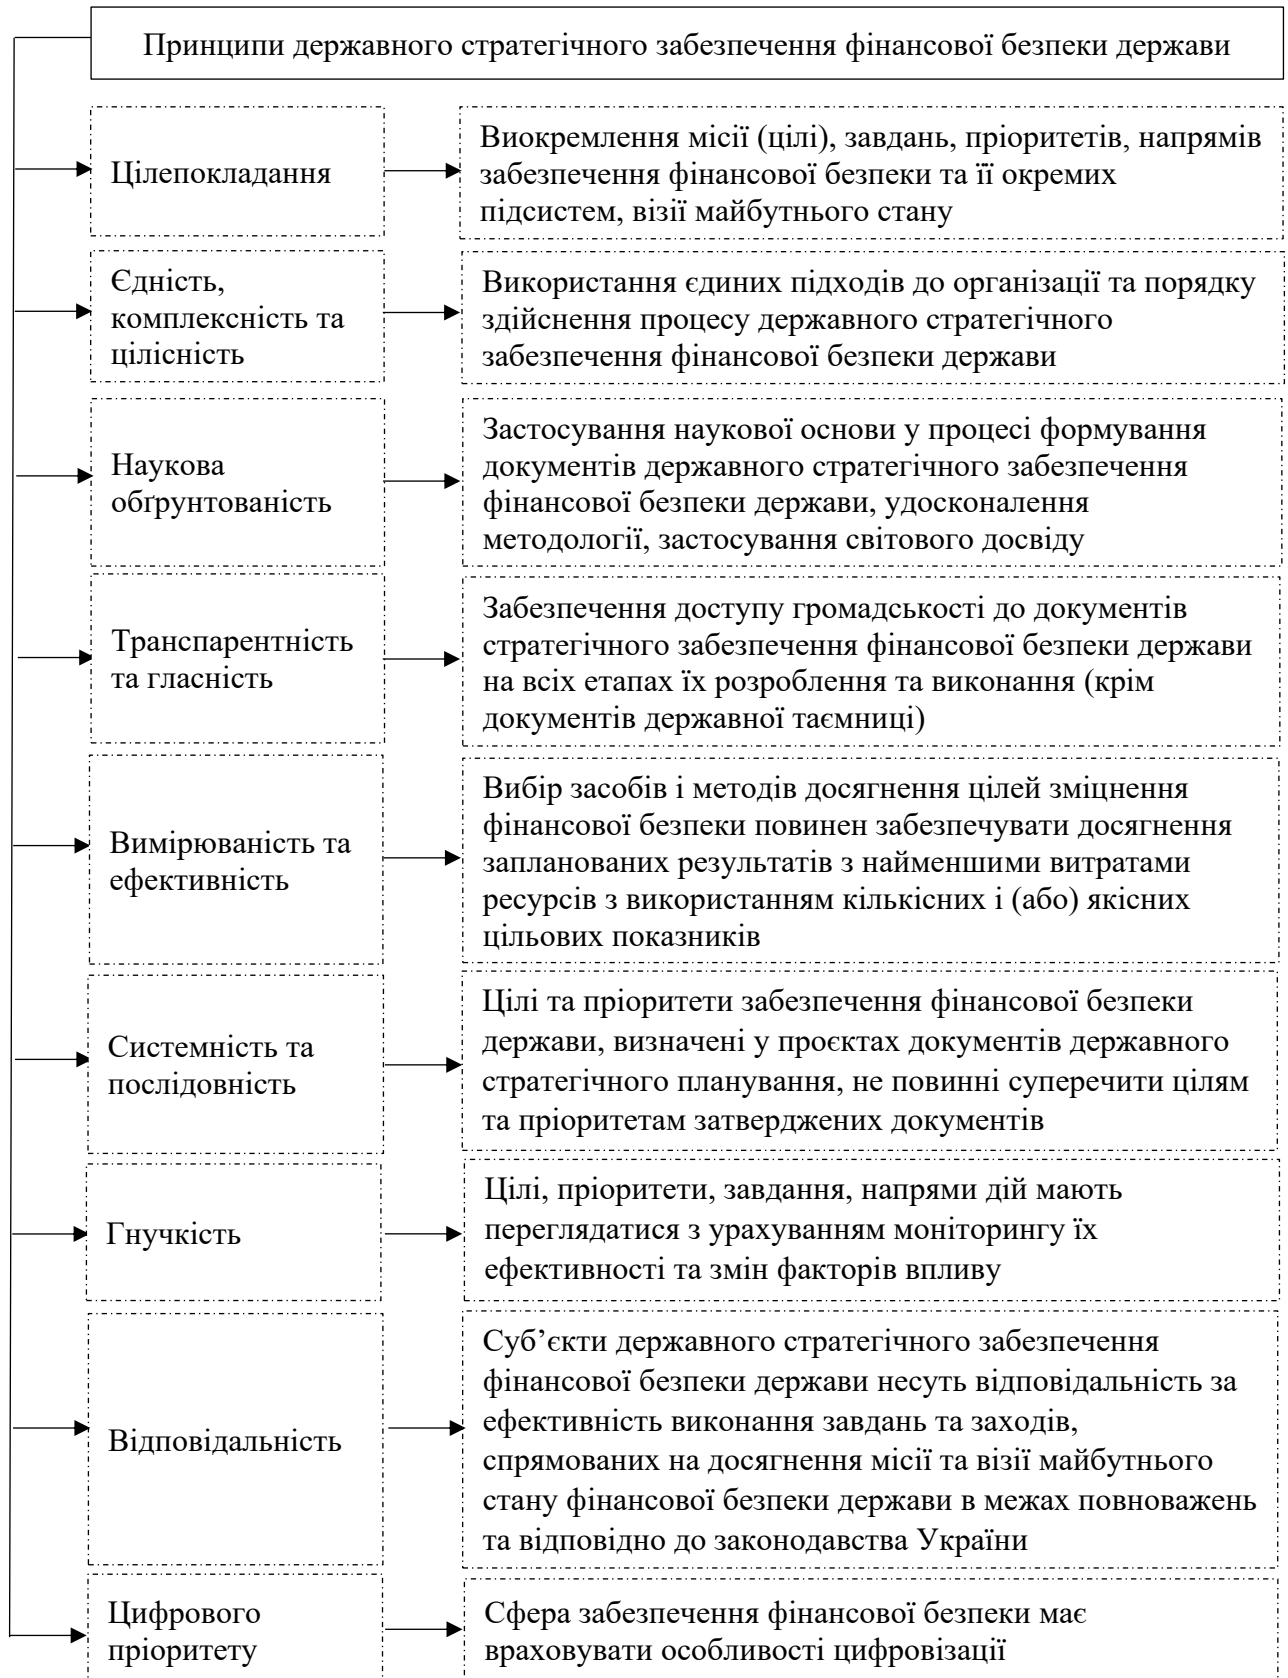 Принципи державного стратегічного забезпечення фінансової безпеки держави
Цілепокладання
Виокремлення місії (цілі), завдань, пріоритетів, напрямів
забезпечення фінансової безпеки та її окремих
підсистем, візії майбутнього стану
Єдність,
комплексність та
цілісність
Використання єдиних підходів до організації та порядку
здійснення процесу державного стратегічного
забезпечення фінансової безпеки держави
Наукова
обґрунтованість
Застосування наукової основи у процесі формування
документів державного стратегічного забезпечення
фінансової безпеки держави, удосконалення
методології, застосування світового досвіду
Транспарентність
та гласність
Забезпечення доступу громадськості до документів
стратегічного забезпечення фінансової безпеки держави
на всіх етапах їх розроблення та виконання (крім
документів державної таємниці)
Вимірюваність та
ефективність
Вибір засобів і методів досягнення цілей зміцнення
фінансової безпеки повинен забезпечувати досягнення
запланованих результатів з найменшими витратами
ресурсів з використанням кількісних і (або) якісних
цільових показників
Системність та
послідовність
Цілі та пріоритети забезпечення фінансової безпеки
держави, визначені у проєктах документів державного
стратегічного планування, не повинні суперечити цілям
та пріоритетам затверджених документів
Гнучкість
Цілі, пріоритети, завдання, напрями дій мають
переглядатися з урахуванням моніторингу їх
ефективності та змін факторів впливу
Відповідальність
Суб’єкти державного стратегічного забезпечення
фінансової безпеки держави несуть відповідальність за
ефективність виконання завдань та заходів,
спрямованих на досягнення місії та візії майбутнього
стану фінансової безпеки держави в межах повноважень
та відповідно до законодавства України
Цифрового
пріоритету
Сфера забезпечення фінансової безпеки має
враховувати особливості цифровізації